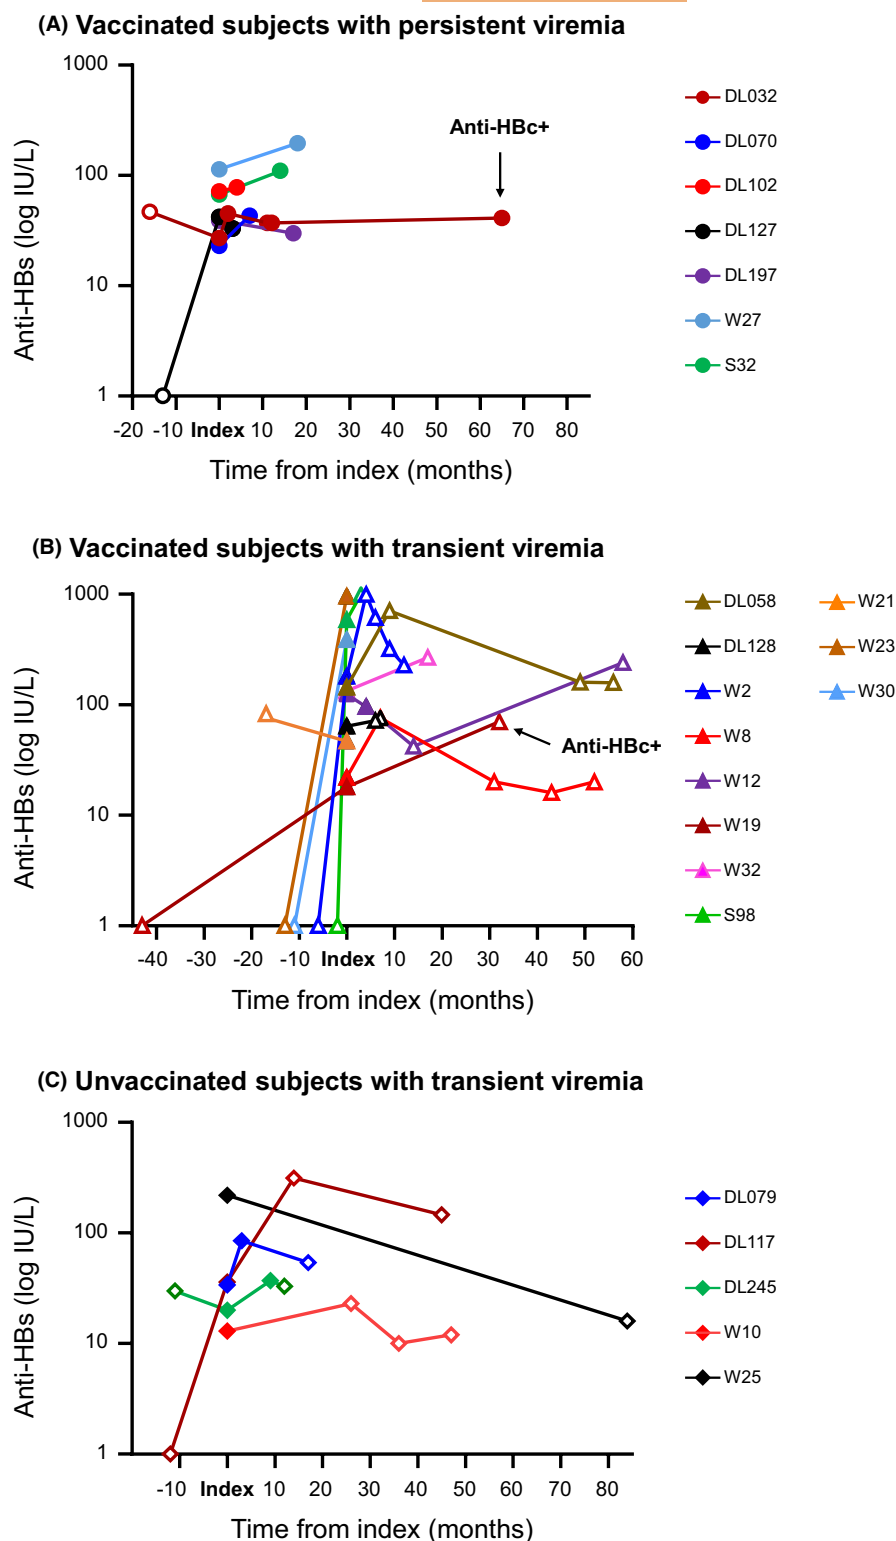 (A) Vaccinated subjects with persistent viremia
1000
100
10
1
Anti-HBs (log IU/L)
Anti-HBc+
-20 -10 Index 10 20 30 40 50 60 70 80
Time from index (months)
DL032
DL070
DL102
DL127
DL197
W27
S32
(B) Vaccinated subjects with transient viremia
1000
100
10
1
Anti-HBs (log IU/L)
Anti-HBc+
-40 -30 -20 -10 Index 10 20 30 40 50 60
Time from index (months)
DL058
DL128
W2
W8
W12
W19
W32
S98
W21
W23
W30
(C) Unvaccinated subjects with transient viremia
1000
100
10
1
Anti-HBs (log IU/L)
-10 Index 10 20 30 40 50 60 70 80
Time from index (months)
DL079
DL117
DL245
W10
W25